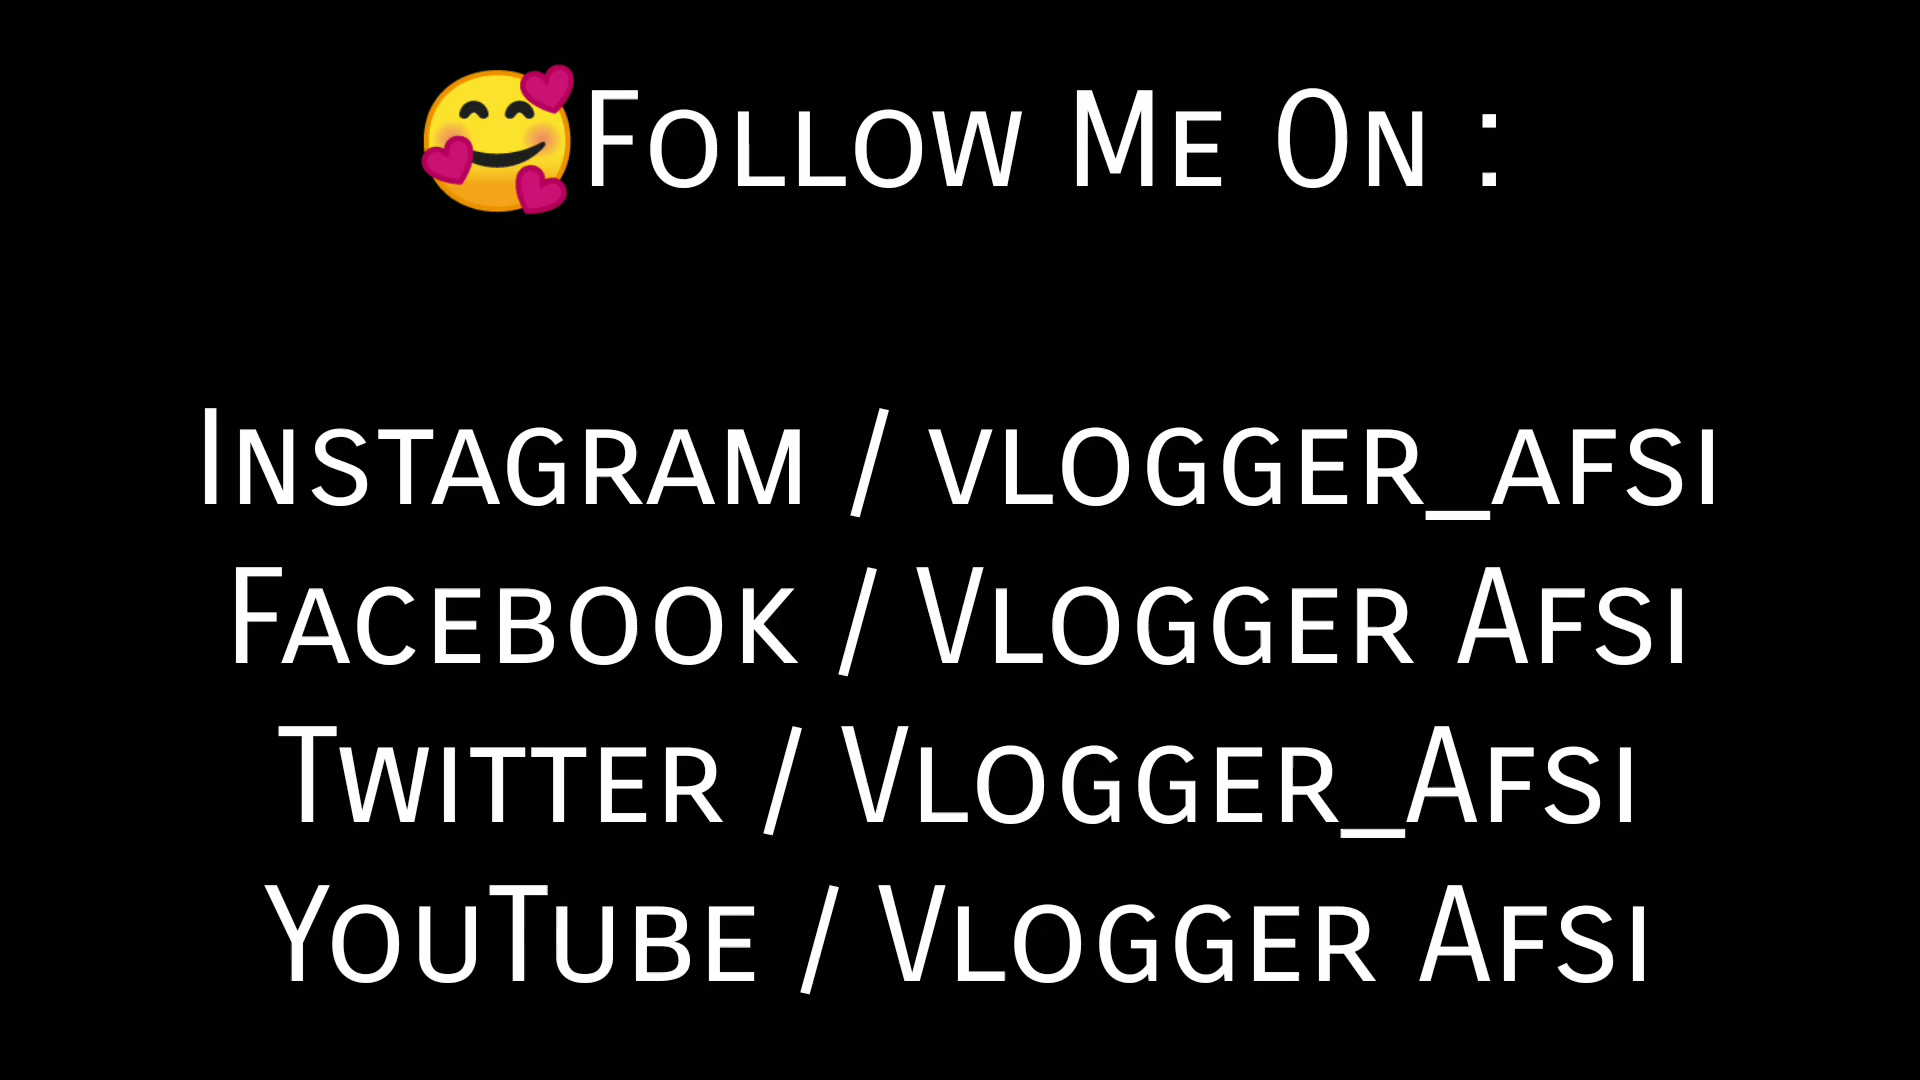 🥰Follow Me On :
Instagram / vlogger_afsi
Facebook / Vlogger Afsi
Twitter / Vlogger_Afsi
YouTube / Vlogger Afsi